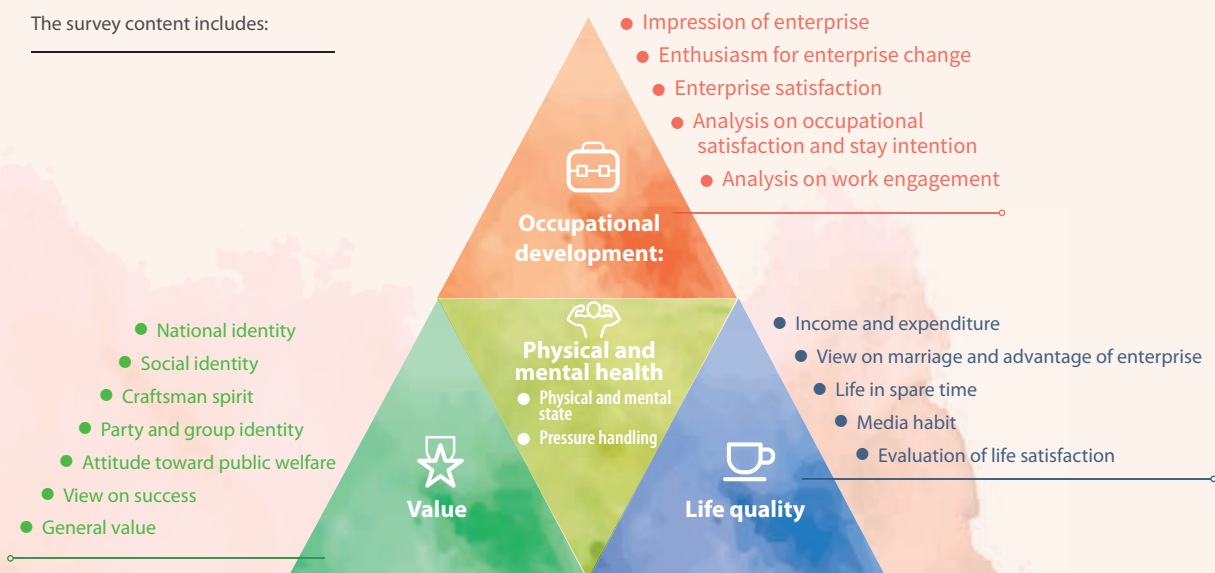 The survey content includes:
Impression of enterprise
Enthusiasm for enterprise change
Enterprise satisfaction
Analysis on occupational
satisfaction and stay intention
Analysis on work engagement
Occupational
development:
National identity
Social identity
Craftsman spirit
Party and group identity
Attitude toward public welfare
View on success
General value
Value
Physical and
mental health
Physical and mental
state
Pressure handling
Income and expenditure
View on marriage and advantage of enterprise
Life in spare time
Media habit
Evaluation of life satisfaction
Life quality